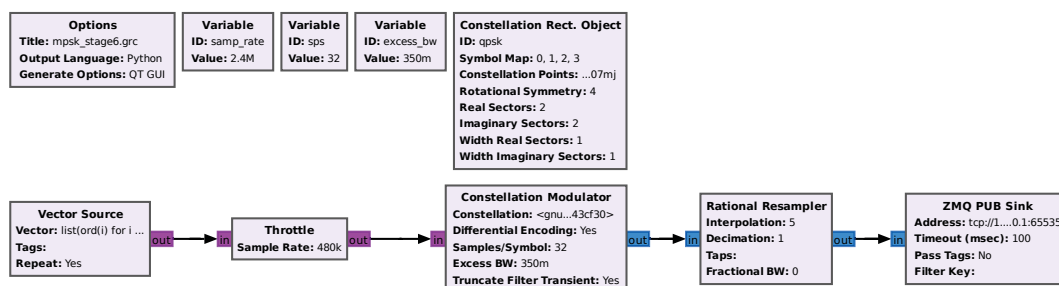 Options
Title: mpsk_stage6.grc
Output Language: Python
Generate Options: QT GUI
Variable
ID: samp_rate
Value: 2.4M
Variable
ID: sps
Value: 32
Variable
ID: excess_bw
Value: 350m
Constellation Rect. Object
ID: qpsk
Symbol Map: 0, 1, 2, 3
Constellation Points: ...07mj
Rotational Symmetry: 4
Real Sectors: 2
Imaginary Sectors: 2
Width Real Sectors: 1
Width Imaginary Sectors: 1
Vector Source
Vector: list(ord(i) for i ...
Tags:
Repeat: Yes
out
in
Throttle
Sample Rate: 480k
out
in
Constellation Modulator
Constellation: <gnu...43cf30>
Differential Encoding: Yes
Samples/Symbol: 32
Excess BW: 350m
Truncate Filter Transient: Yes
out
in
Rational Resampler
Interpolation: 5
Decimation: 1
Taps:
Fractional BW: 0
out
in
ZMQ PUB Sink
Address: tcp://1....0.1:65535
Timeout (msec): 100
Pass Tags: No
Filter Key: